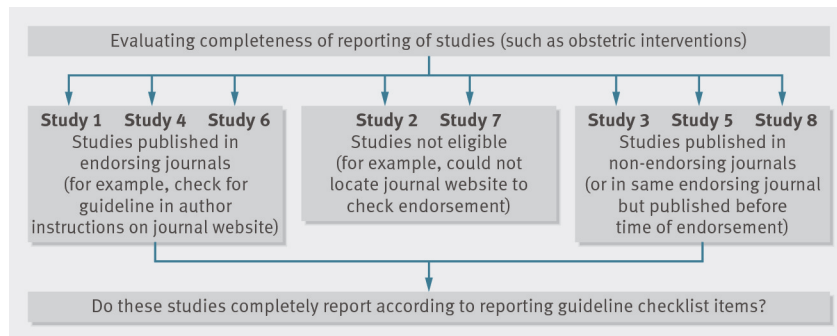 Evaluating completeness of reporting of studies (such as obstetric interventions)
Study 1 Study 4 Study 6
Studies published in
endorsing journals
(for example, check for
guideline in author
instructions on journal website)
Study 2 Study 7
Studies not eligible
(for example, could not
locate journal website to
check endorsement)
Study 3 Study 5 Study 8
Studies published in
non-endorsing journals
(or in same endorsing journal
but published before
time of endorsement)
Do these studies completely report according to reporting guideline checklist items?